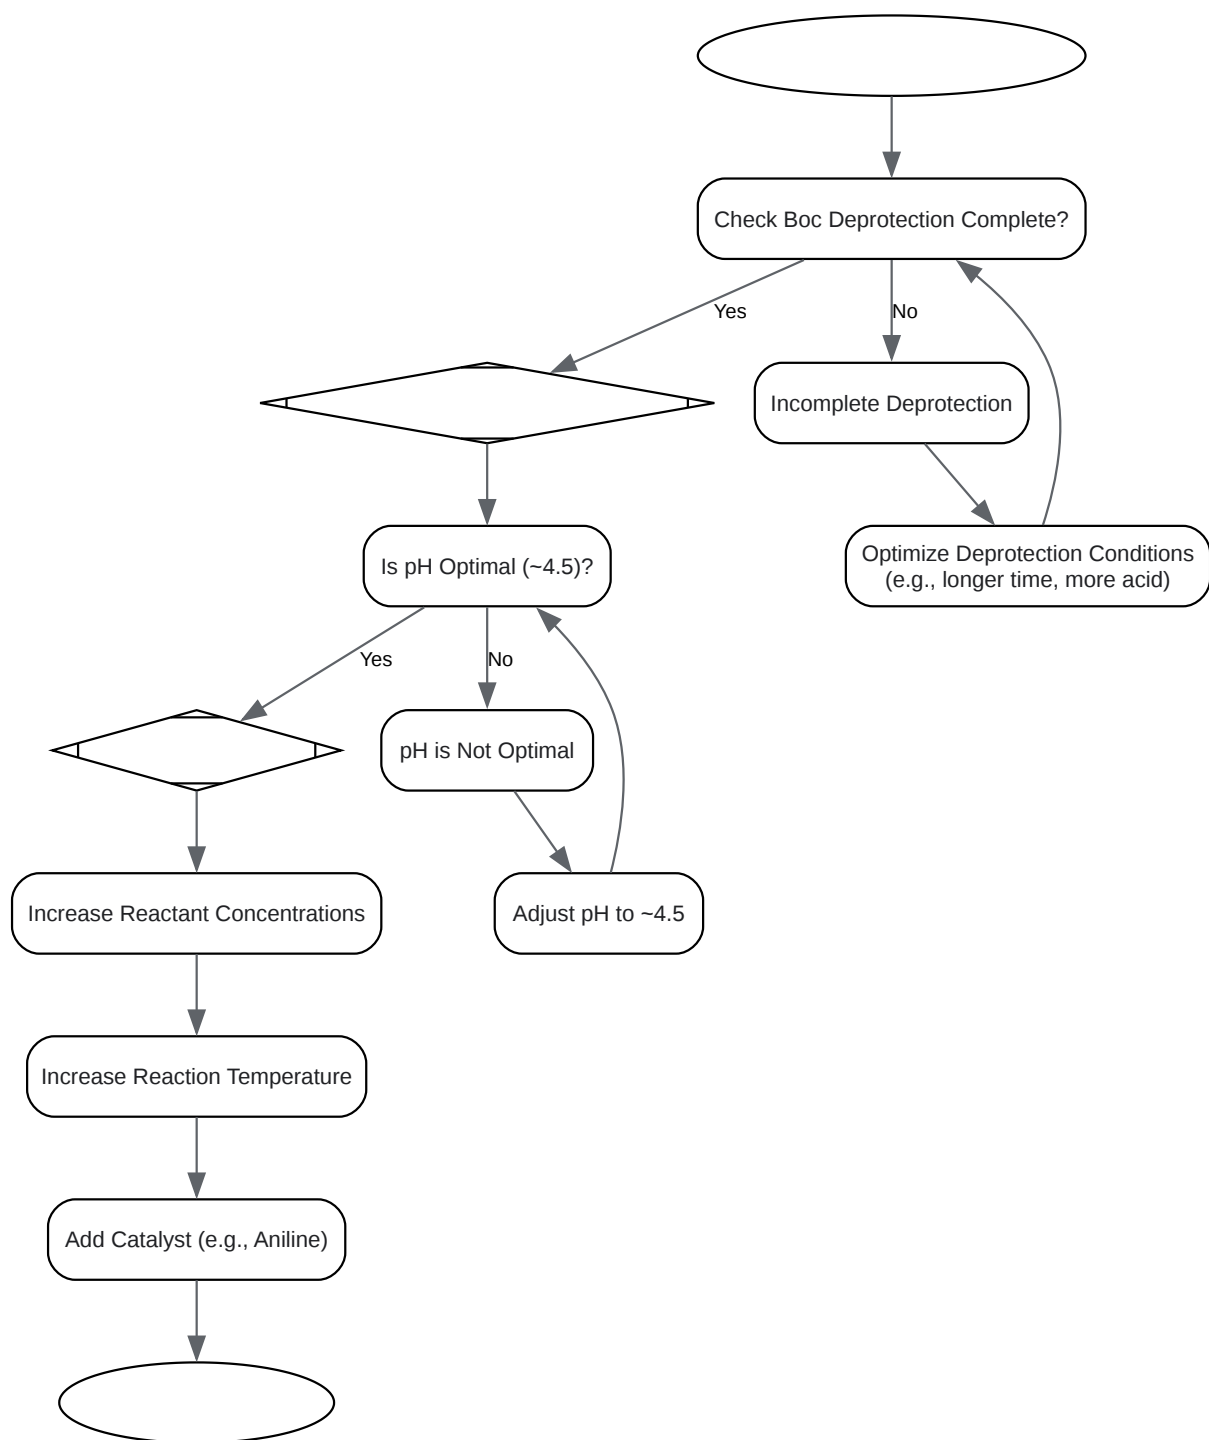 Check Boc Deprotection Complete?
Yes
No
Incomplete Deprotection
Optimize Deprotection Conditions
(e.g., longer time, more acid)
Is pH Optimal (~4.5)?
Yes
No
pH is Not Optimal
Increase Reactant Concentrations
Adjust pH to ~4.5
Increase Reaction Temperature
Add Catalyst (e.g., Aniline)